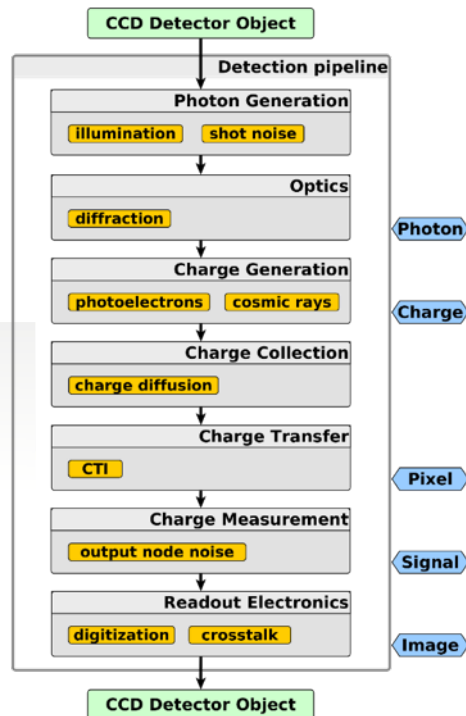 CCD Detector Object
Detection pipeline
Photon Generation
illumination shot noise
Optics
diffraction
Photon
Charge Generation
photoelectrons cosmic rays
Charge
Charge Collection
charge diffusion
Charge Transfer
CTI
Pixel
Charge Measurement
output node noise
Signal
Readout Electronics
digitization crosstalk
Image
CCD Detector Object